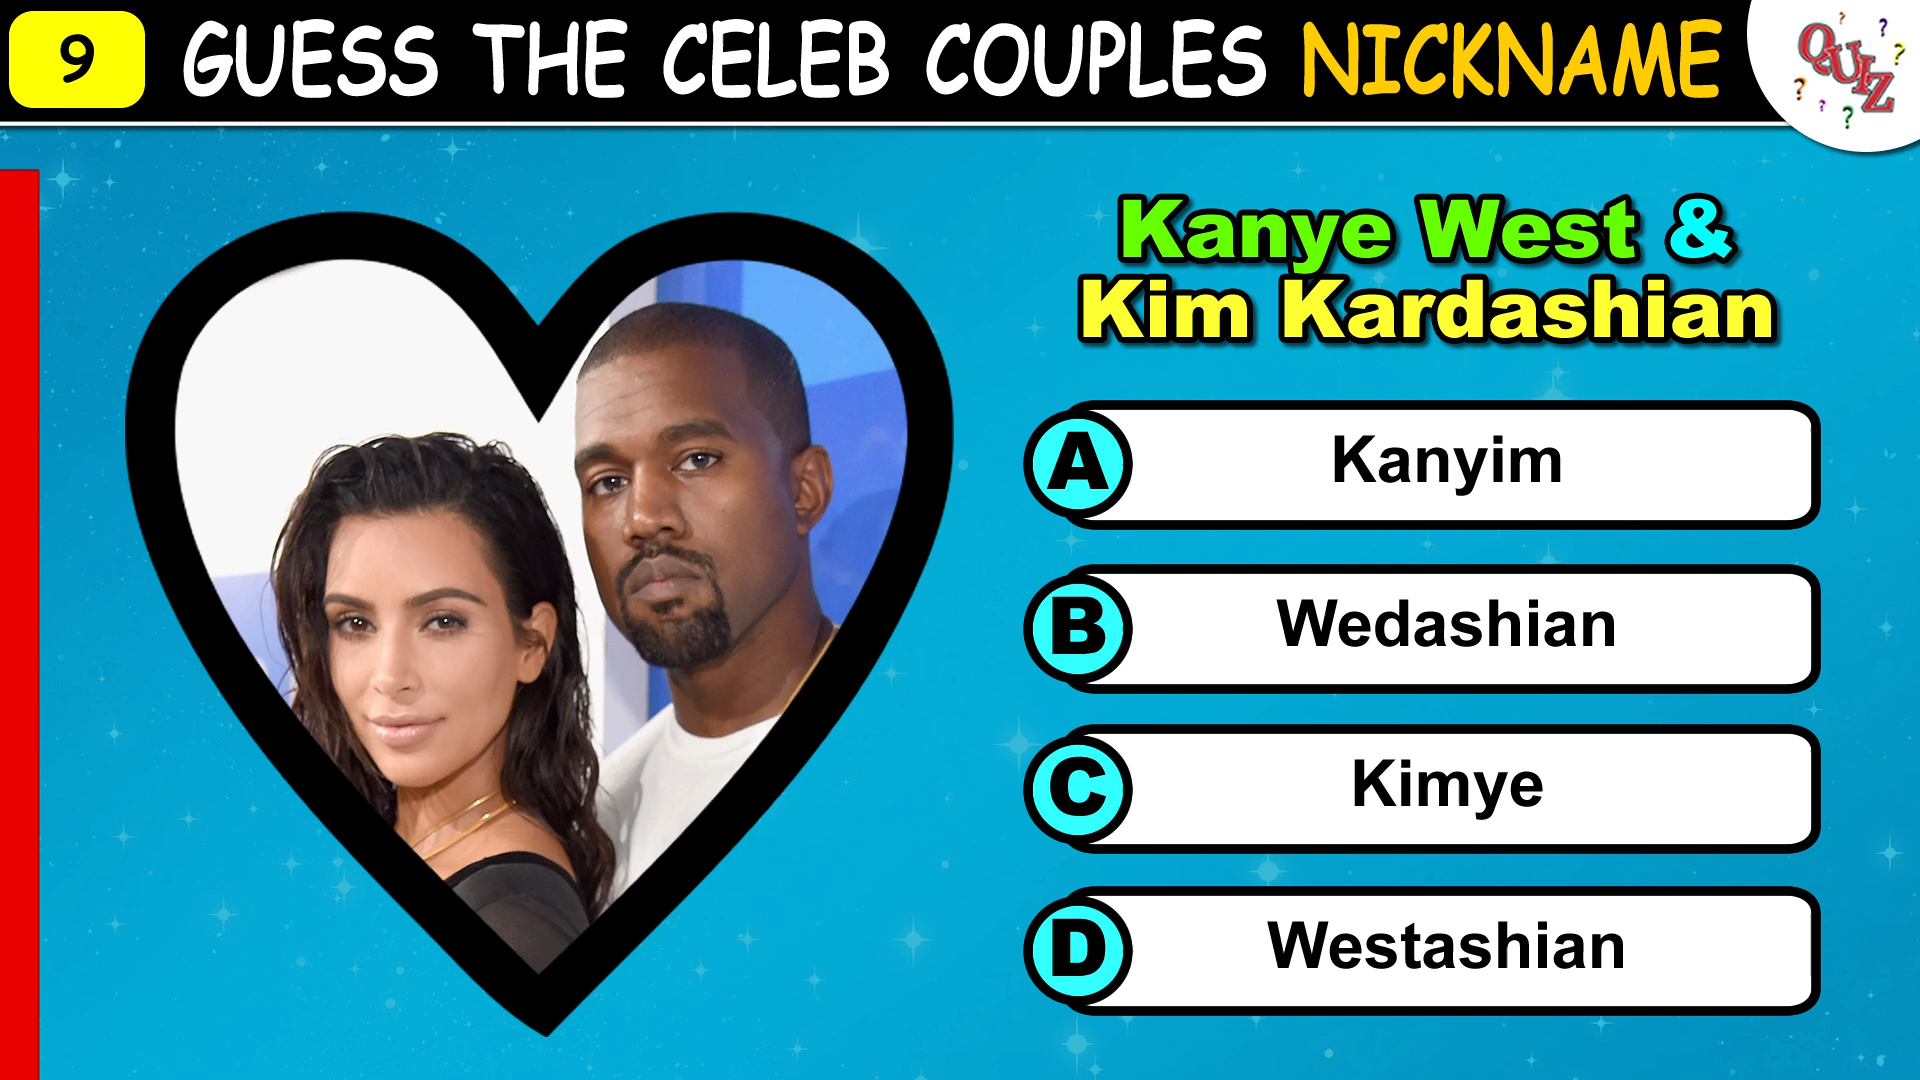 9
GUESS THE CELEB COUPLES NICKNAME
QUIZ
? ? ? ? ? ?
Kanye West &
Kim Kardashian
A Kanyim
B Wedashian
C Kimye
D Westashian